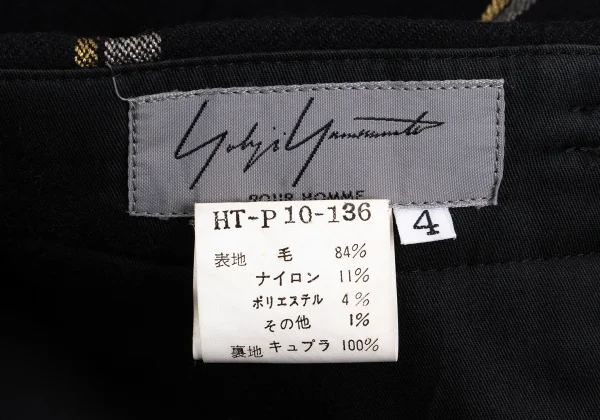 Yohji Yamamoto
POUR HOMME
HT-P 10-136
4
表地 毛 84%
ナイロン 11%
ポリエステル 4%
その他 1%
裏地 キュプラ 100%